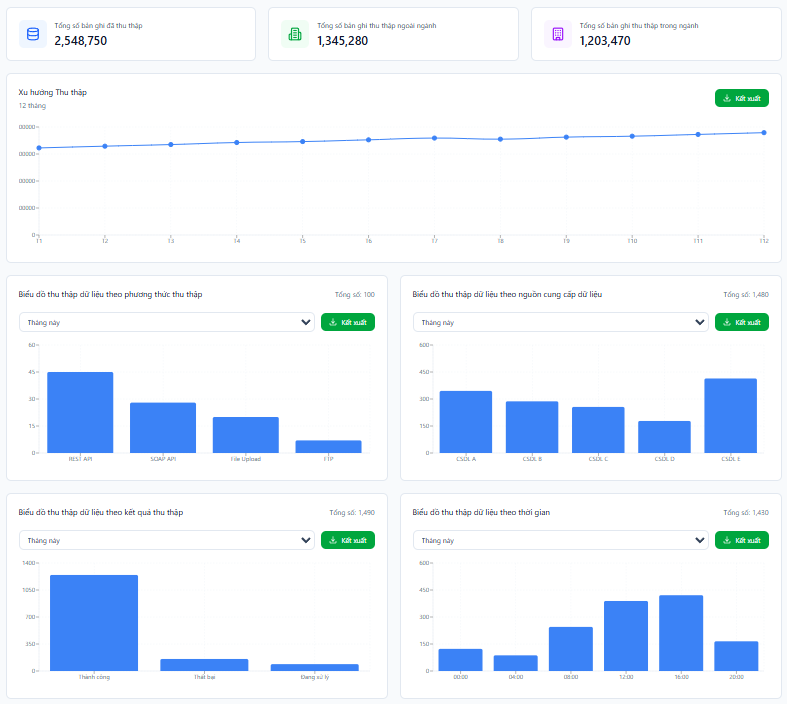 Tổng số bản ghi đã thu thập
2,548,750
Tổng số bản ghi thu thập ngoài ngành
1,345,280
Tổng số bản ghi thu thập trong ngành
1,203,470
Xu hướng Thu thập
12 tháng
Kết xuất
00000
00000
00000
00000
0
T1 T2 T3 T4 T5 T6 T7 T8 T9 T10 T11 T12
Biểu đồ thu thập dữ liệu theo phương thức thu thập
Tổng số: 100
Tháng này
Kết xuất
60
45
30
15
0
REST API SOAP API File Upload FTP
Biểu đồ thu thập dữ liệu theo nguồn cung cấp dữ liệu
Tổng số: 1,480
Tháng này
Kết xuất
600
450
300
150
0
CSDL A CSDL B CSDL C CSDL D CSDL E
Biểu đồ thu thập dữ liệu theo kết quả thu thập
Tổng số: 1,490
Tháng này
Kết xuất
1400
1050
700
350
0
Thành công Thất bại Đang xử lý
Biểu đồ thu thập dữ liệu theo thời gian
Tổng số: 1,430
Tháng này
Kết xuất
600
450
300
150
0
00:00 04:00 08:00 12:00 16:00 20:00